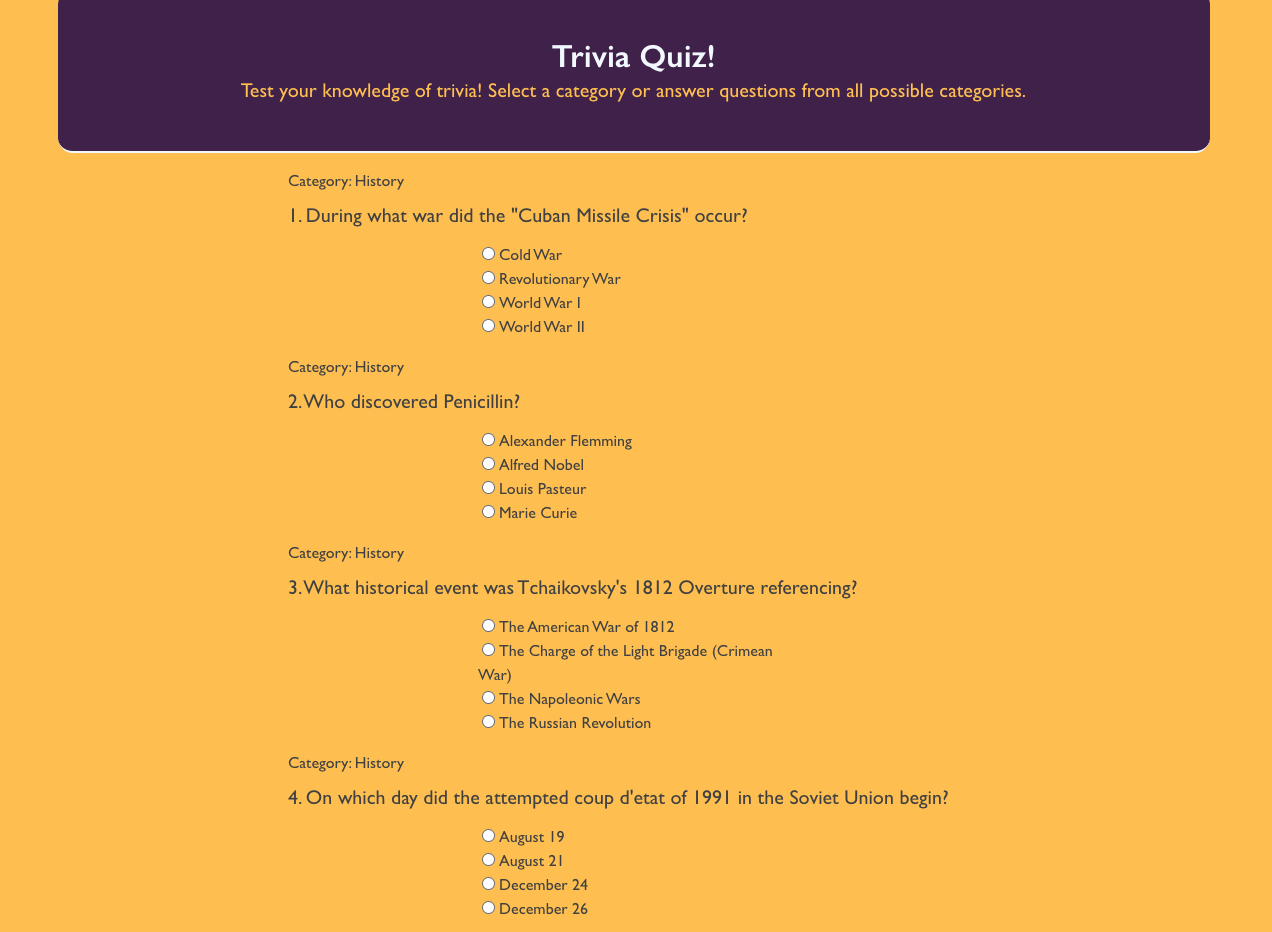 Trivia Quiz!
Test your knowledge of trivia! Select a category or answer questions from all possible categories.
Category: History
1. During what war did the "Cuban Missile Crisis" occur?
Cold War
Revolutionary War
World War I
World War II
Category: History
2. Who discovered Penicillin?
Alexander Flemming
Alfred Nobel
Louis Pasteur
Marie Curie
Category: History
3. What historical event was Tchaikovsky's 1812 Overture referencing?
The American War of 1812
The Charge of the Light Brigade (Crimean
War)
The Napoleonic Wars
The Russian Revolution
Category: History
4. On which day did the attempted coup d'etat of 1991 in the Soviet Union begin?
August 19
August 21
December 24
December 26